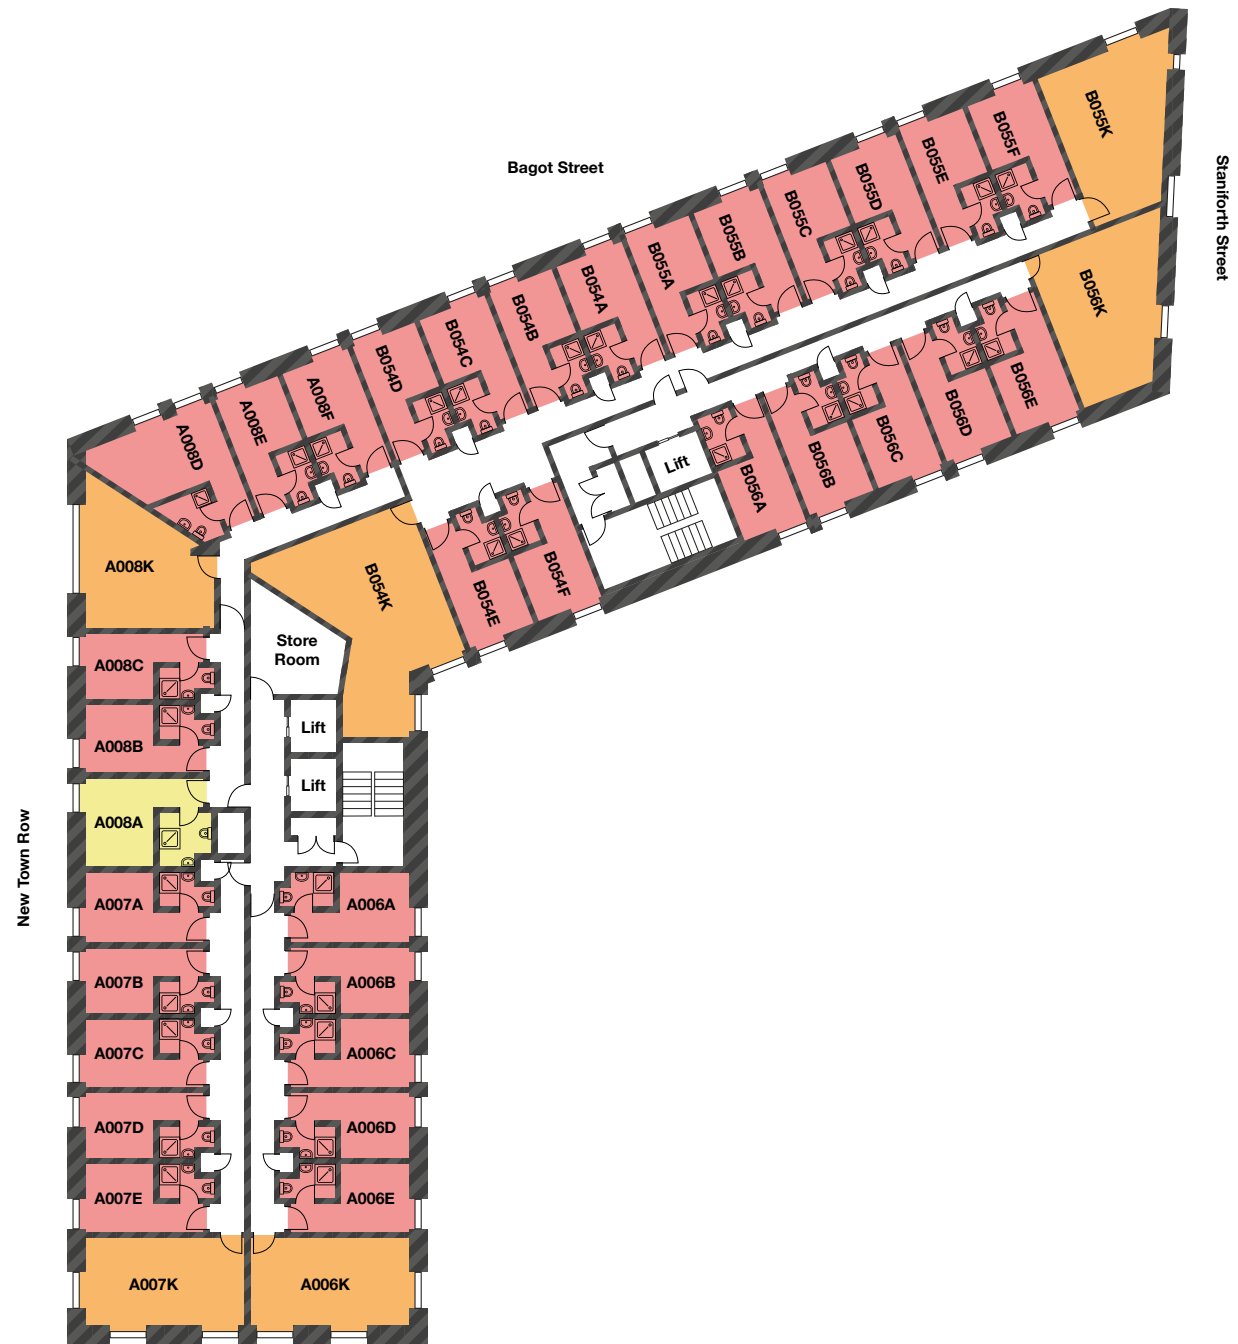 Bagot Street
Staniforth Street
New Town Row
B055K
B055F
B055E
B055D
B055C
B055B
B055A
B054A
B054B
B054C
B054D
A008F
A008E
A008D
B056K
B056E
B056D
B056C
B056B
B056A
Lift
B054F
B054E
B054K
A008K
Store
Room
A008C
A008B
Lift
Lift
A008A
A007A
A006A
A007B
A006B
A007C
A006C
A007D
A006D
A007E
A006E
A007K
A006K